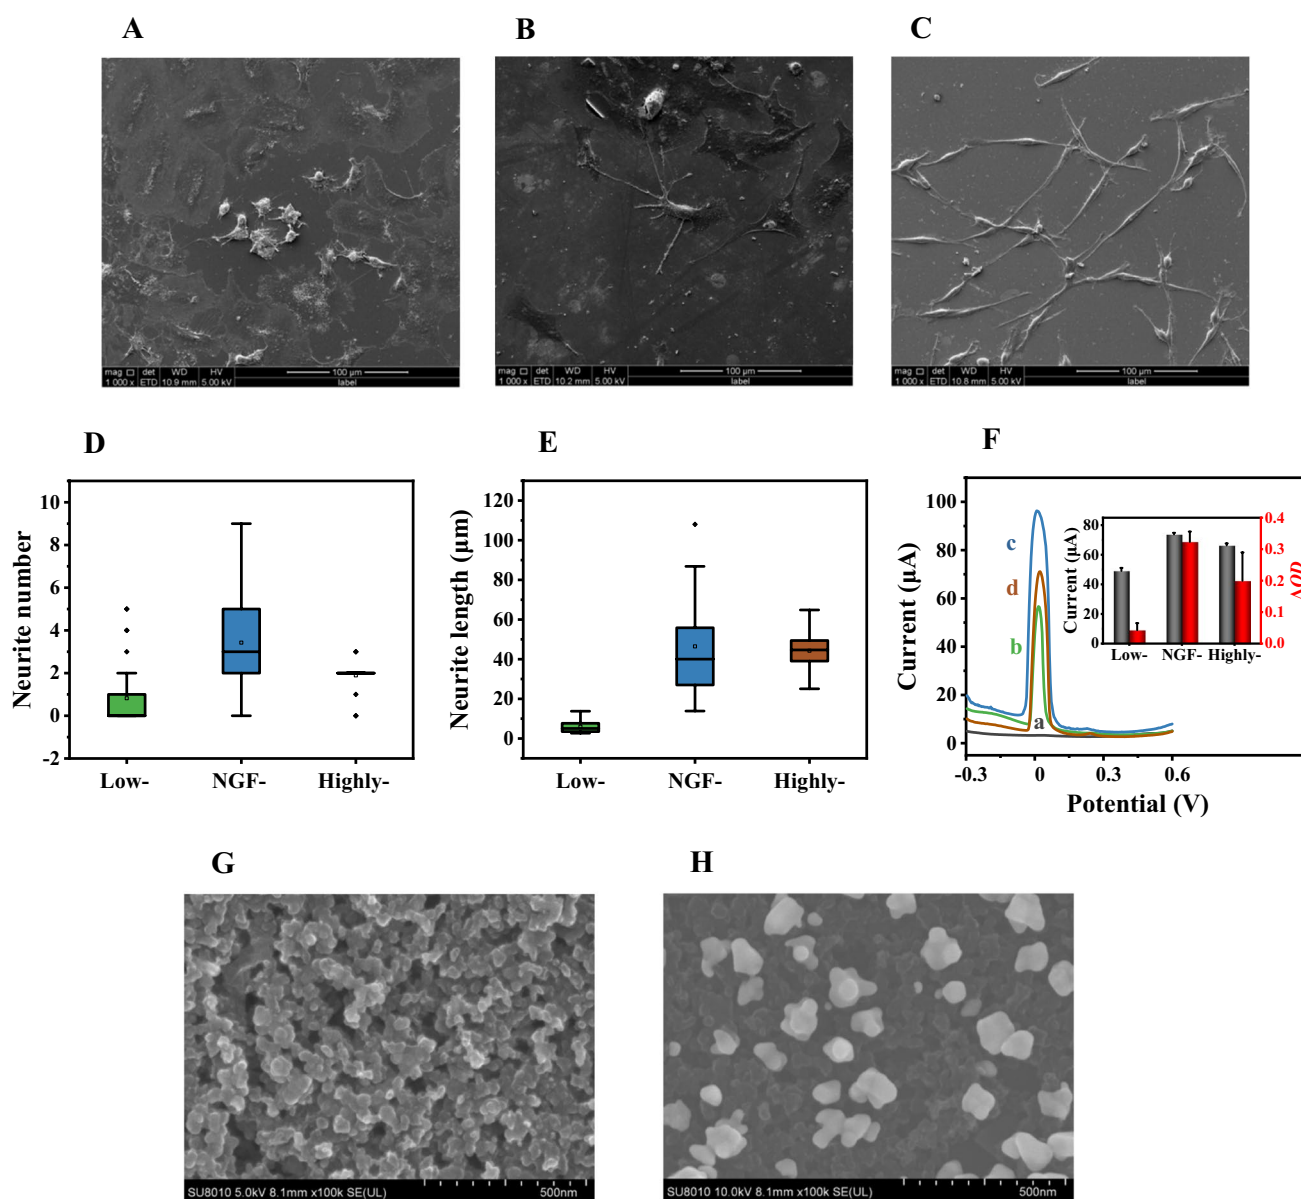 A
B
C
mag □ det WD HV 100 µm
1 000 x ETD 10.9 mm 5.00 kV label
mag □ det WD HV 100 µm
1 000 x ETD 10.2 mm 5.00 kV label
mag □ det WD HV 100 µm
1 000 x ETD 10.8 mm 5.00 kV label
D
Neurite number
10
8
6
4
2
0
-2
Low- NGF- Highly-
E
Neurite length (µm)
120
100
80
60
40
20
0
Low- NGF- Highly-
F
Current (µA)
100
80
60
40
20
0
c
d
b
a
-0.3 0 0.3 0.6
Potential (V)
Current (µA)
80
60
40
20
0
0.4
0.3
0.2
0.1
0.0
ΔOD
Low- NGF- Highly-
G
SU8010 5.0kV 8.1mm x100k SE(UL) 500nm
H
SU8010 10.0kV 8.1mm x100k SE(UL) 500nm